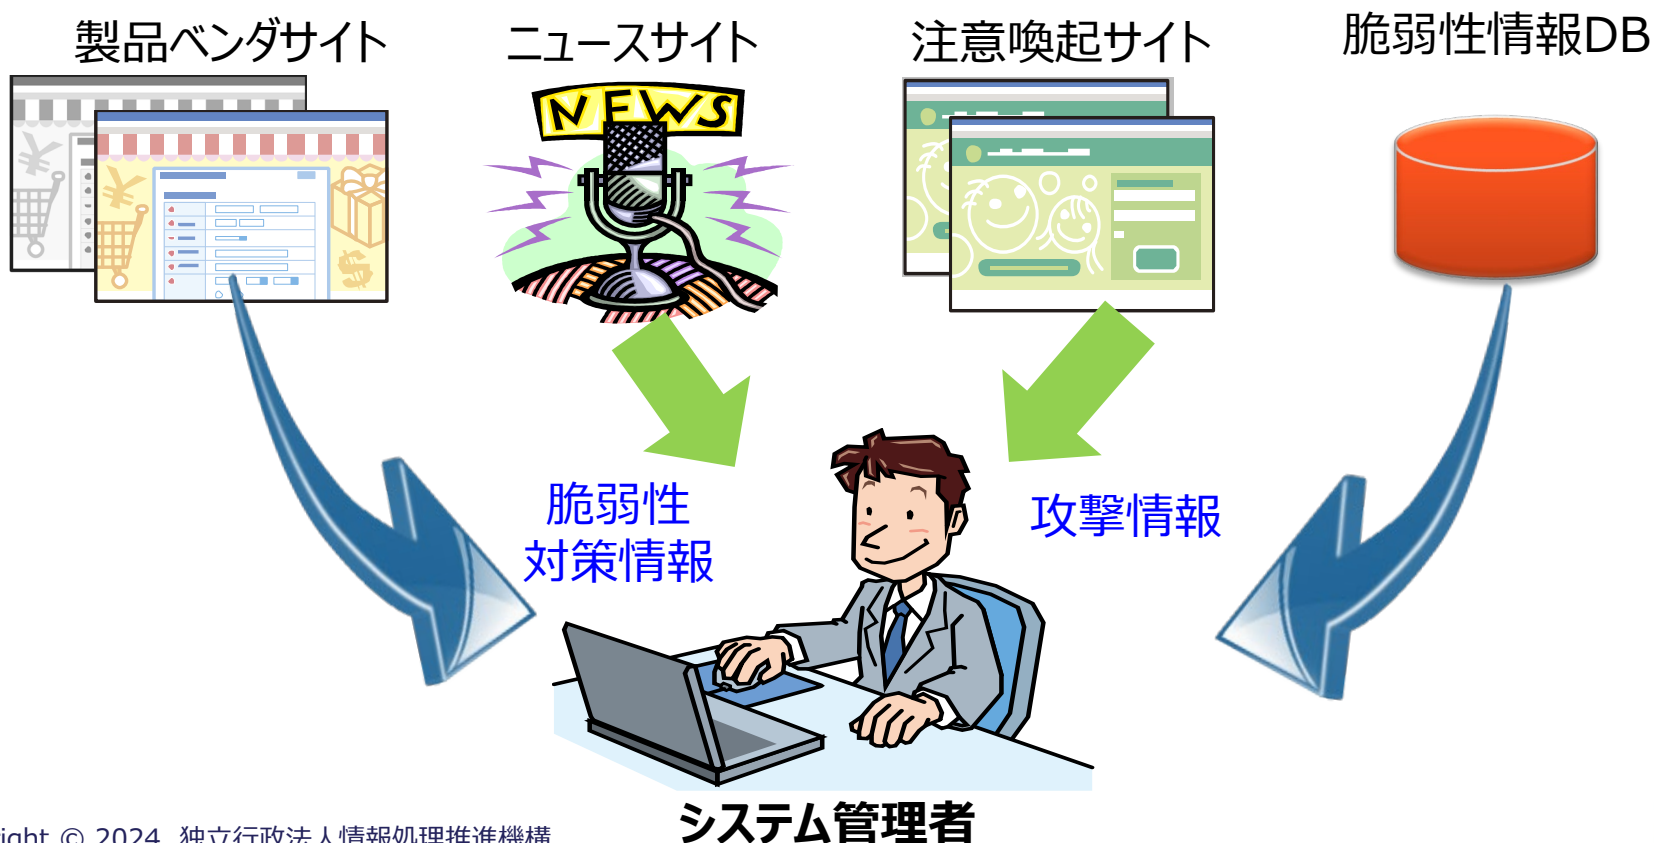 製品ベンダサイト
ニュースサイト
注意喚起サイト
脆弱性情報DB
NEWS
脆弱性
対策情報
攻撃情報
システム管理者
ight © 2024 独立行政法人情報処理推進機構